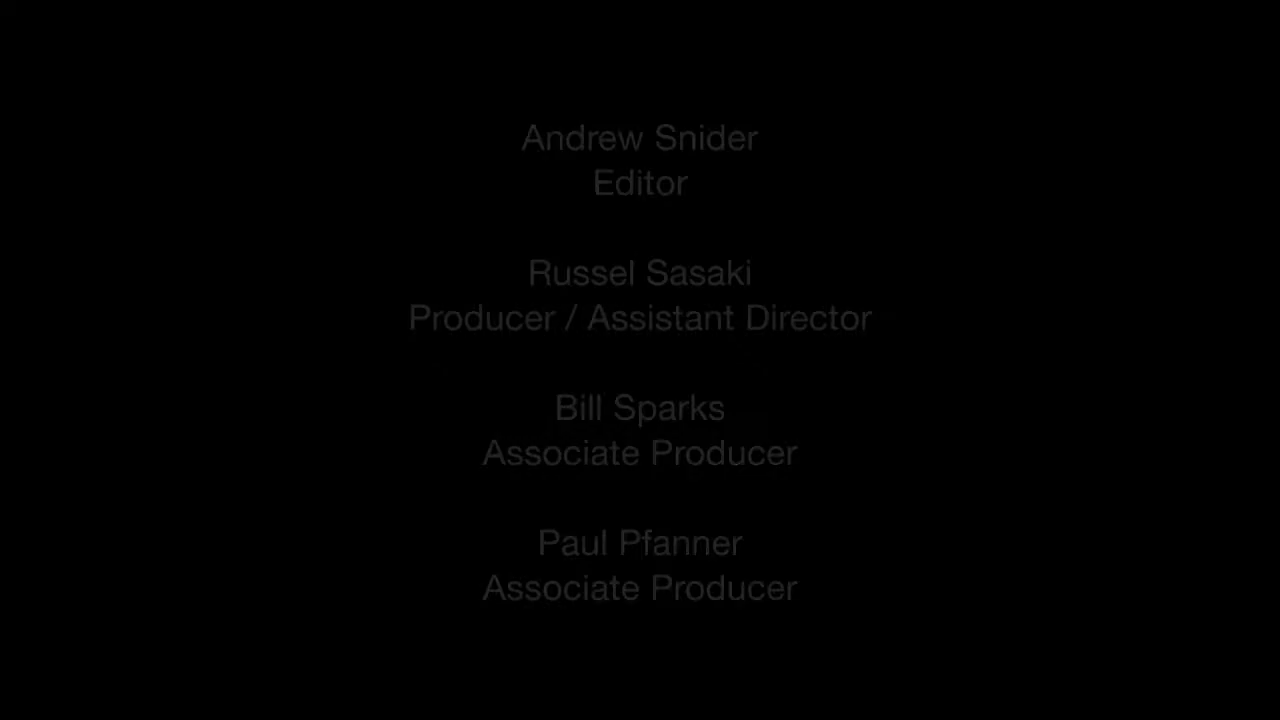 Andrew Snider
Editor
Russel Sasaki
Producer / Assistant Director
Bill Sparks
Associate Producer
Paul Pfanner
Associate Producer